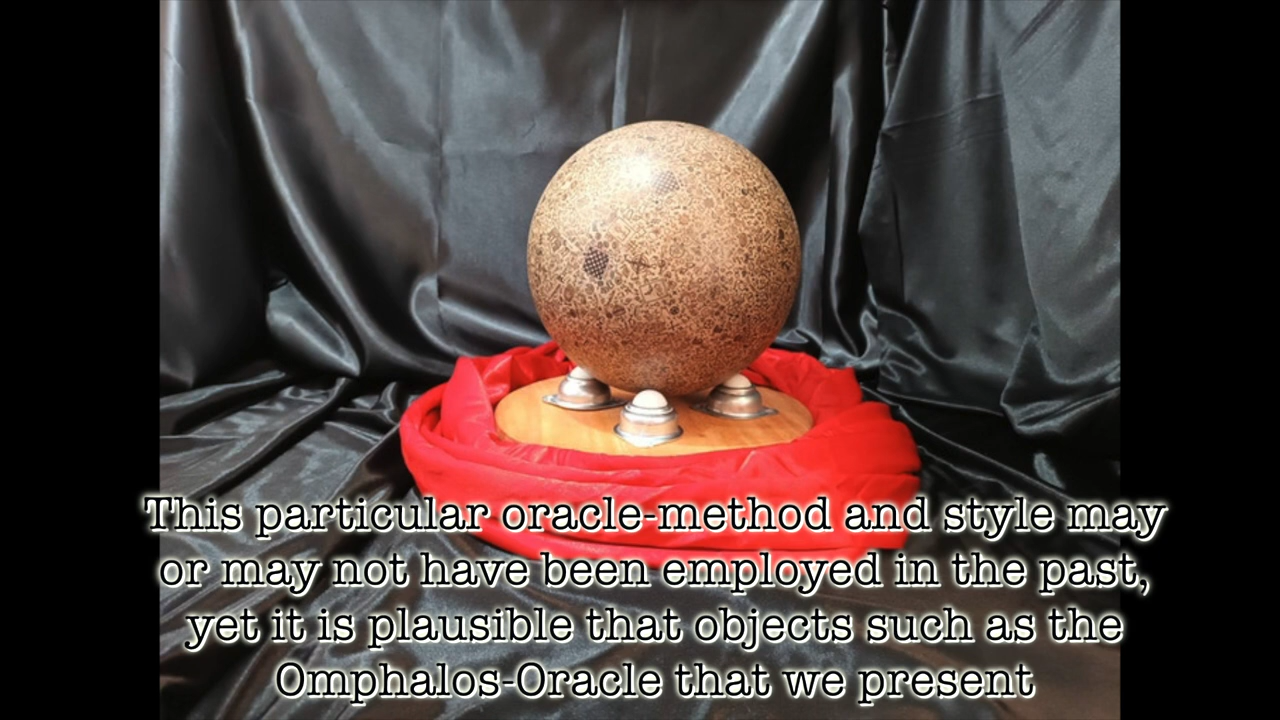 This particular oracle-method and style may
or may not have been employed in the past,
yet it is plausible that objects such as the
Omphalos-Oracle that we present